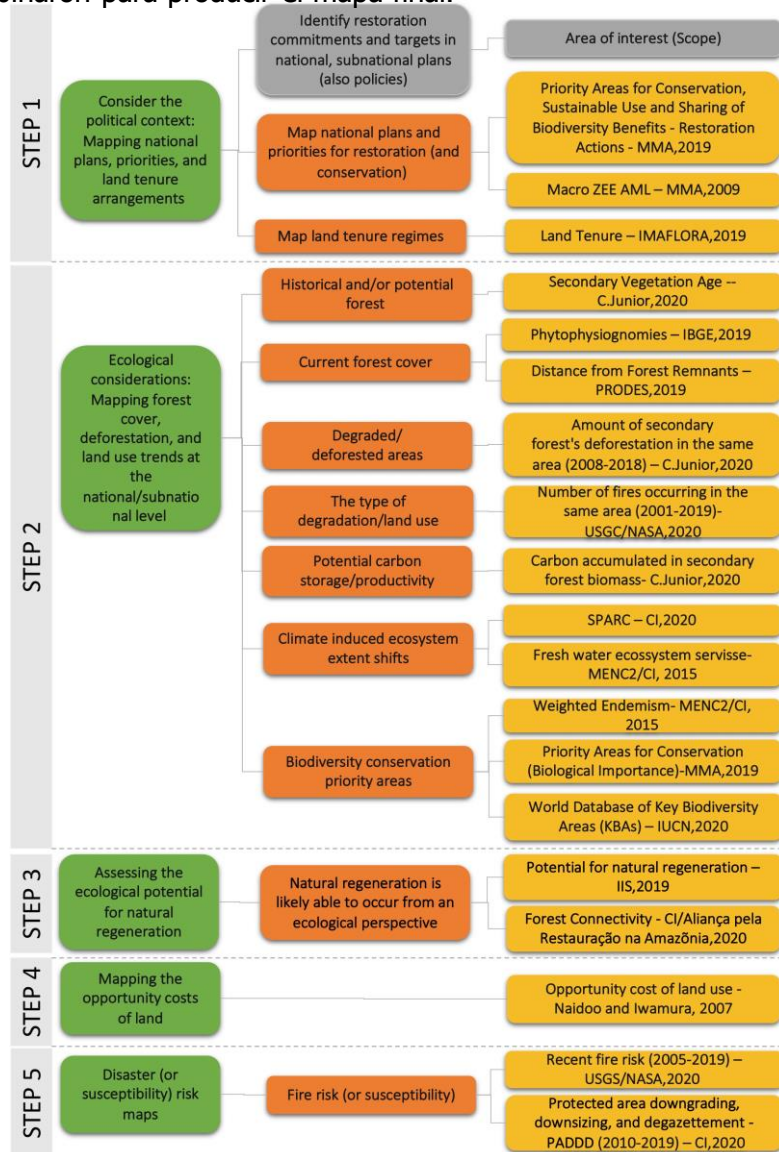 para producir el mapa final.
STEP 1
Consider the
political context:
Mapping national
plans, priorities, and
land tenure
arrangements
Identify restoration
commitments and targets in
national, subnational plans
(also policies)
Area of interest (Scope)
Map national plans and
priorities for restoration (and
conservation)
Priority Areas for Conservation,
Sustainable Use and Sharing of
Biodiversity Benefits - Restoration
Actions - MMA,2019
Macro ZEE AML – MMA,2009
Map land tenure regimes
Land Tenure – IMAFLORA,2019
STEP 2
Ecological
considerations:
Mapping forest
cover,
deforestation, and
land use trends at
the
national/subnatio
nal level
Historical and/or potential
forest
Secondary Vegetation Age --
C.Junior,2020
Current forest cover
Phytophysiognomies – IBGE,2019
Distance from Forest Remnants –
PRODES,2019
Degraded/
deforested areas
Amount of secondary
forest's deforestation in the same
area (2008-2018) – C.Junior,2020
The type of
degradation/land use
Number of fires occurring in the
same area (2001-2019)-
USGC/NASA,2020
Potential carbon
storage/productivity
Carbon accumulated in secondary
forest biomass- C.Junior,2020
Climate induced ecosystem
extent shifts
SPARC – CI,2020
Fresh water ecossystem servisse-
MENC2/CI, 2015
Biodiversity conservation
priority areas
Weighted Endemism- MENC2/CI,
2015
Priority Areas for Conservation
(Biological Importance)-MMA,2019
World Database of Key Biodiversity
Areas (KBAs) – IUCN,2020
STEP 3
Assessing the
ecological potential
for natural
regeneration
Natural regeneration is
likely able to occur from an
ecological perspective
Potential for natural regeneration –
IIS,2019
Forest Connectivity - CI/Aliança pela
Restauração na Amazõnia,2020
STEP 4
Mapping the
opportunity costs
of land
Opportunity cost of land use -
Naidoo and Iwamura, 2007
STEP 5
Disaster (or
susceptibility) risk
maps
Fire risk (or susceptibility)
Recent fire risk (2005-2019) –
USGS/NASA,2020
Protected area downgrading,
downsizing, and degazettement -
PADDD (2010-2019) – CI,2020